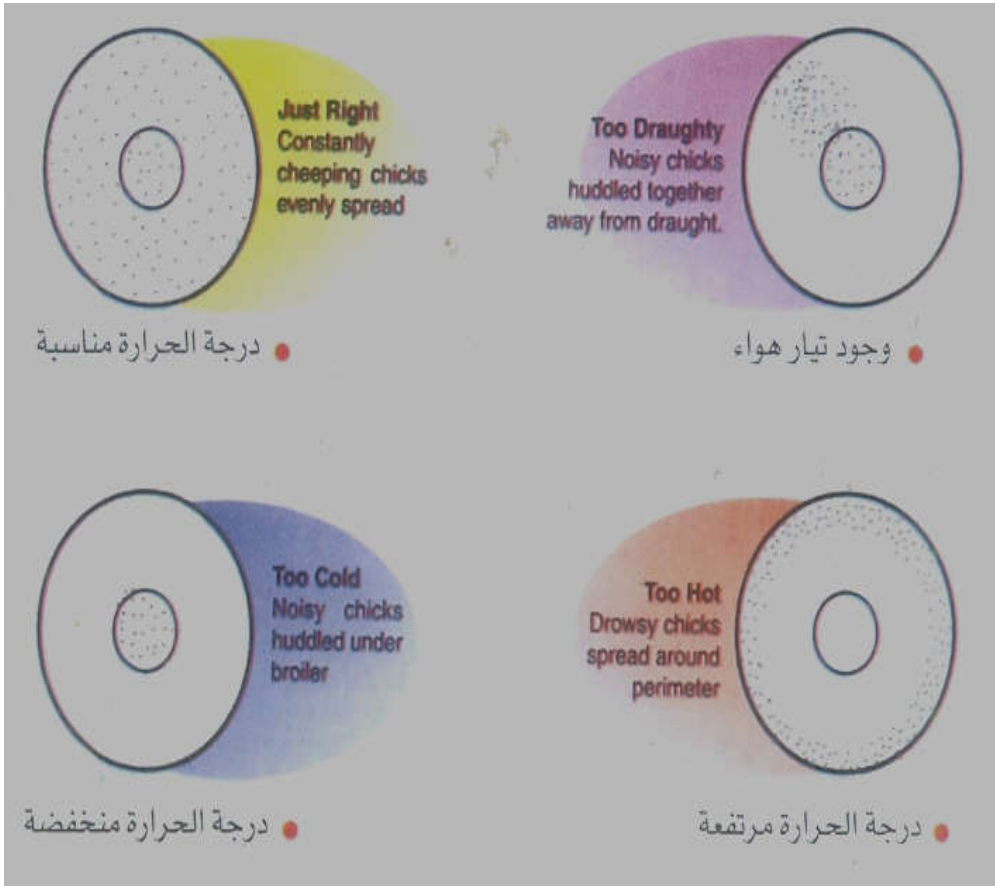 Just Right
Constantly
cheeping chicks
evenly spread
درجة الحرارة مناسبة
Too Draughty
Noisy chicks
huddled together
away from draught.
وجود تيار هواء
Too Cold
Noisy chicks
huddled under
broiler
درجة الحرارة منخفضة
Too Hot
Drowsy chicks
spread around
perimeter
درجة الحرارة مرتفعة